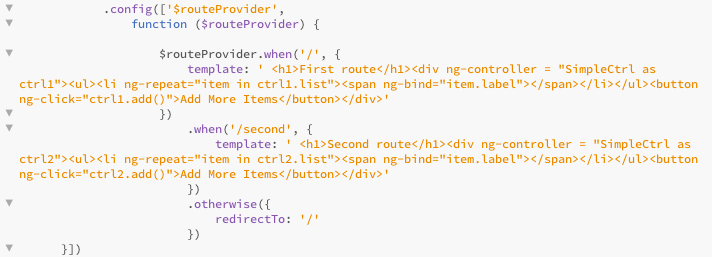 .config(['$routeProvider',
function ($routeProvider) {
$routeProvider.when('/', {
template: ' <h1>First route</h1><div ng-controller = "SimpleCtrl as
ctrl1"><ul><li ng-repeat="item in ctrl1.list"><span ng-bind="item.label"></span></li></ul><button
ng-click="ctrl1.add()">Add More Items</button></div>'
})
.when('/second', {
template: ' <h1>Second route</h1><div ng-controller = "SimpleCtrl as
ctrl2"><ul><li ng-repeat="item in ctrl2.list"><span ng-bind="item.label"></span></li></ul><button
ng-click="ctrl2.add()">Add More Items</button></div>'
})
.otherwise({
redirectTo: '/'
})
}])